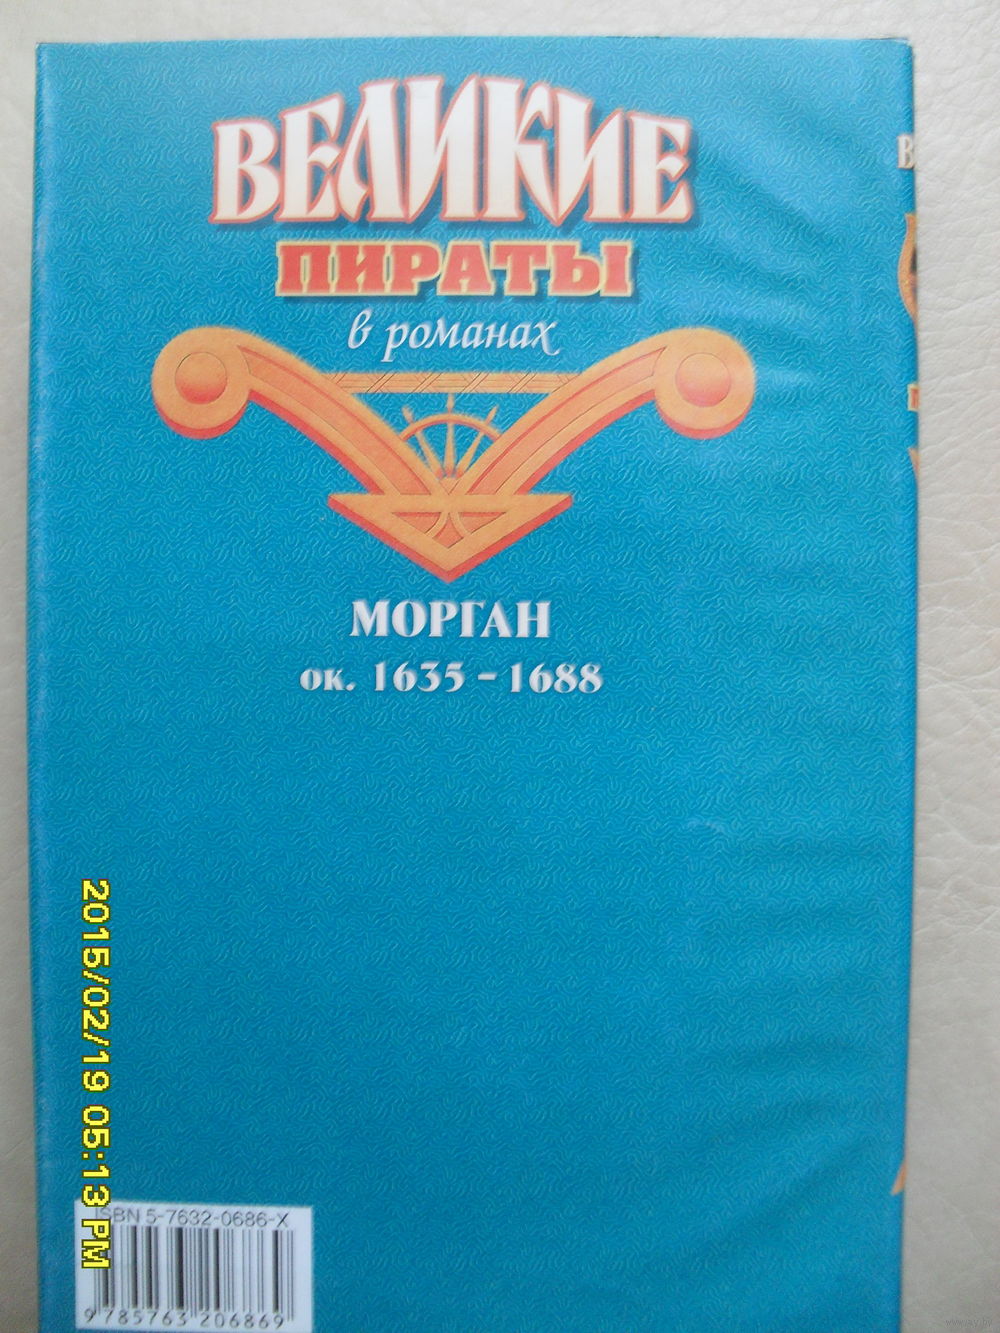 ВЕЛИКИЕ
ПИРАТЫ
в романах
МОРГАН
ок. 1635 – 1688
2015/02/19 05:13 PM
ISBN 5-7632-0686-X
9 785763 206869